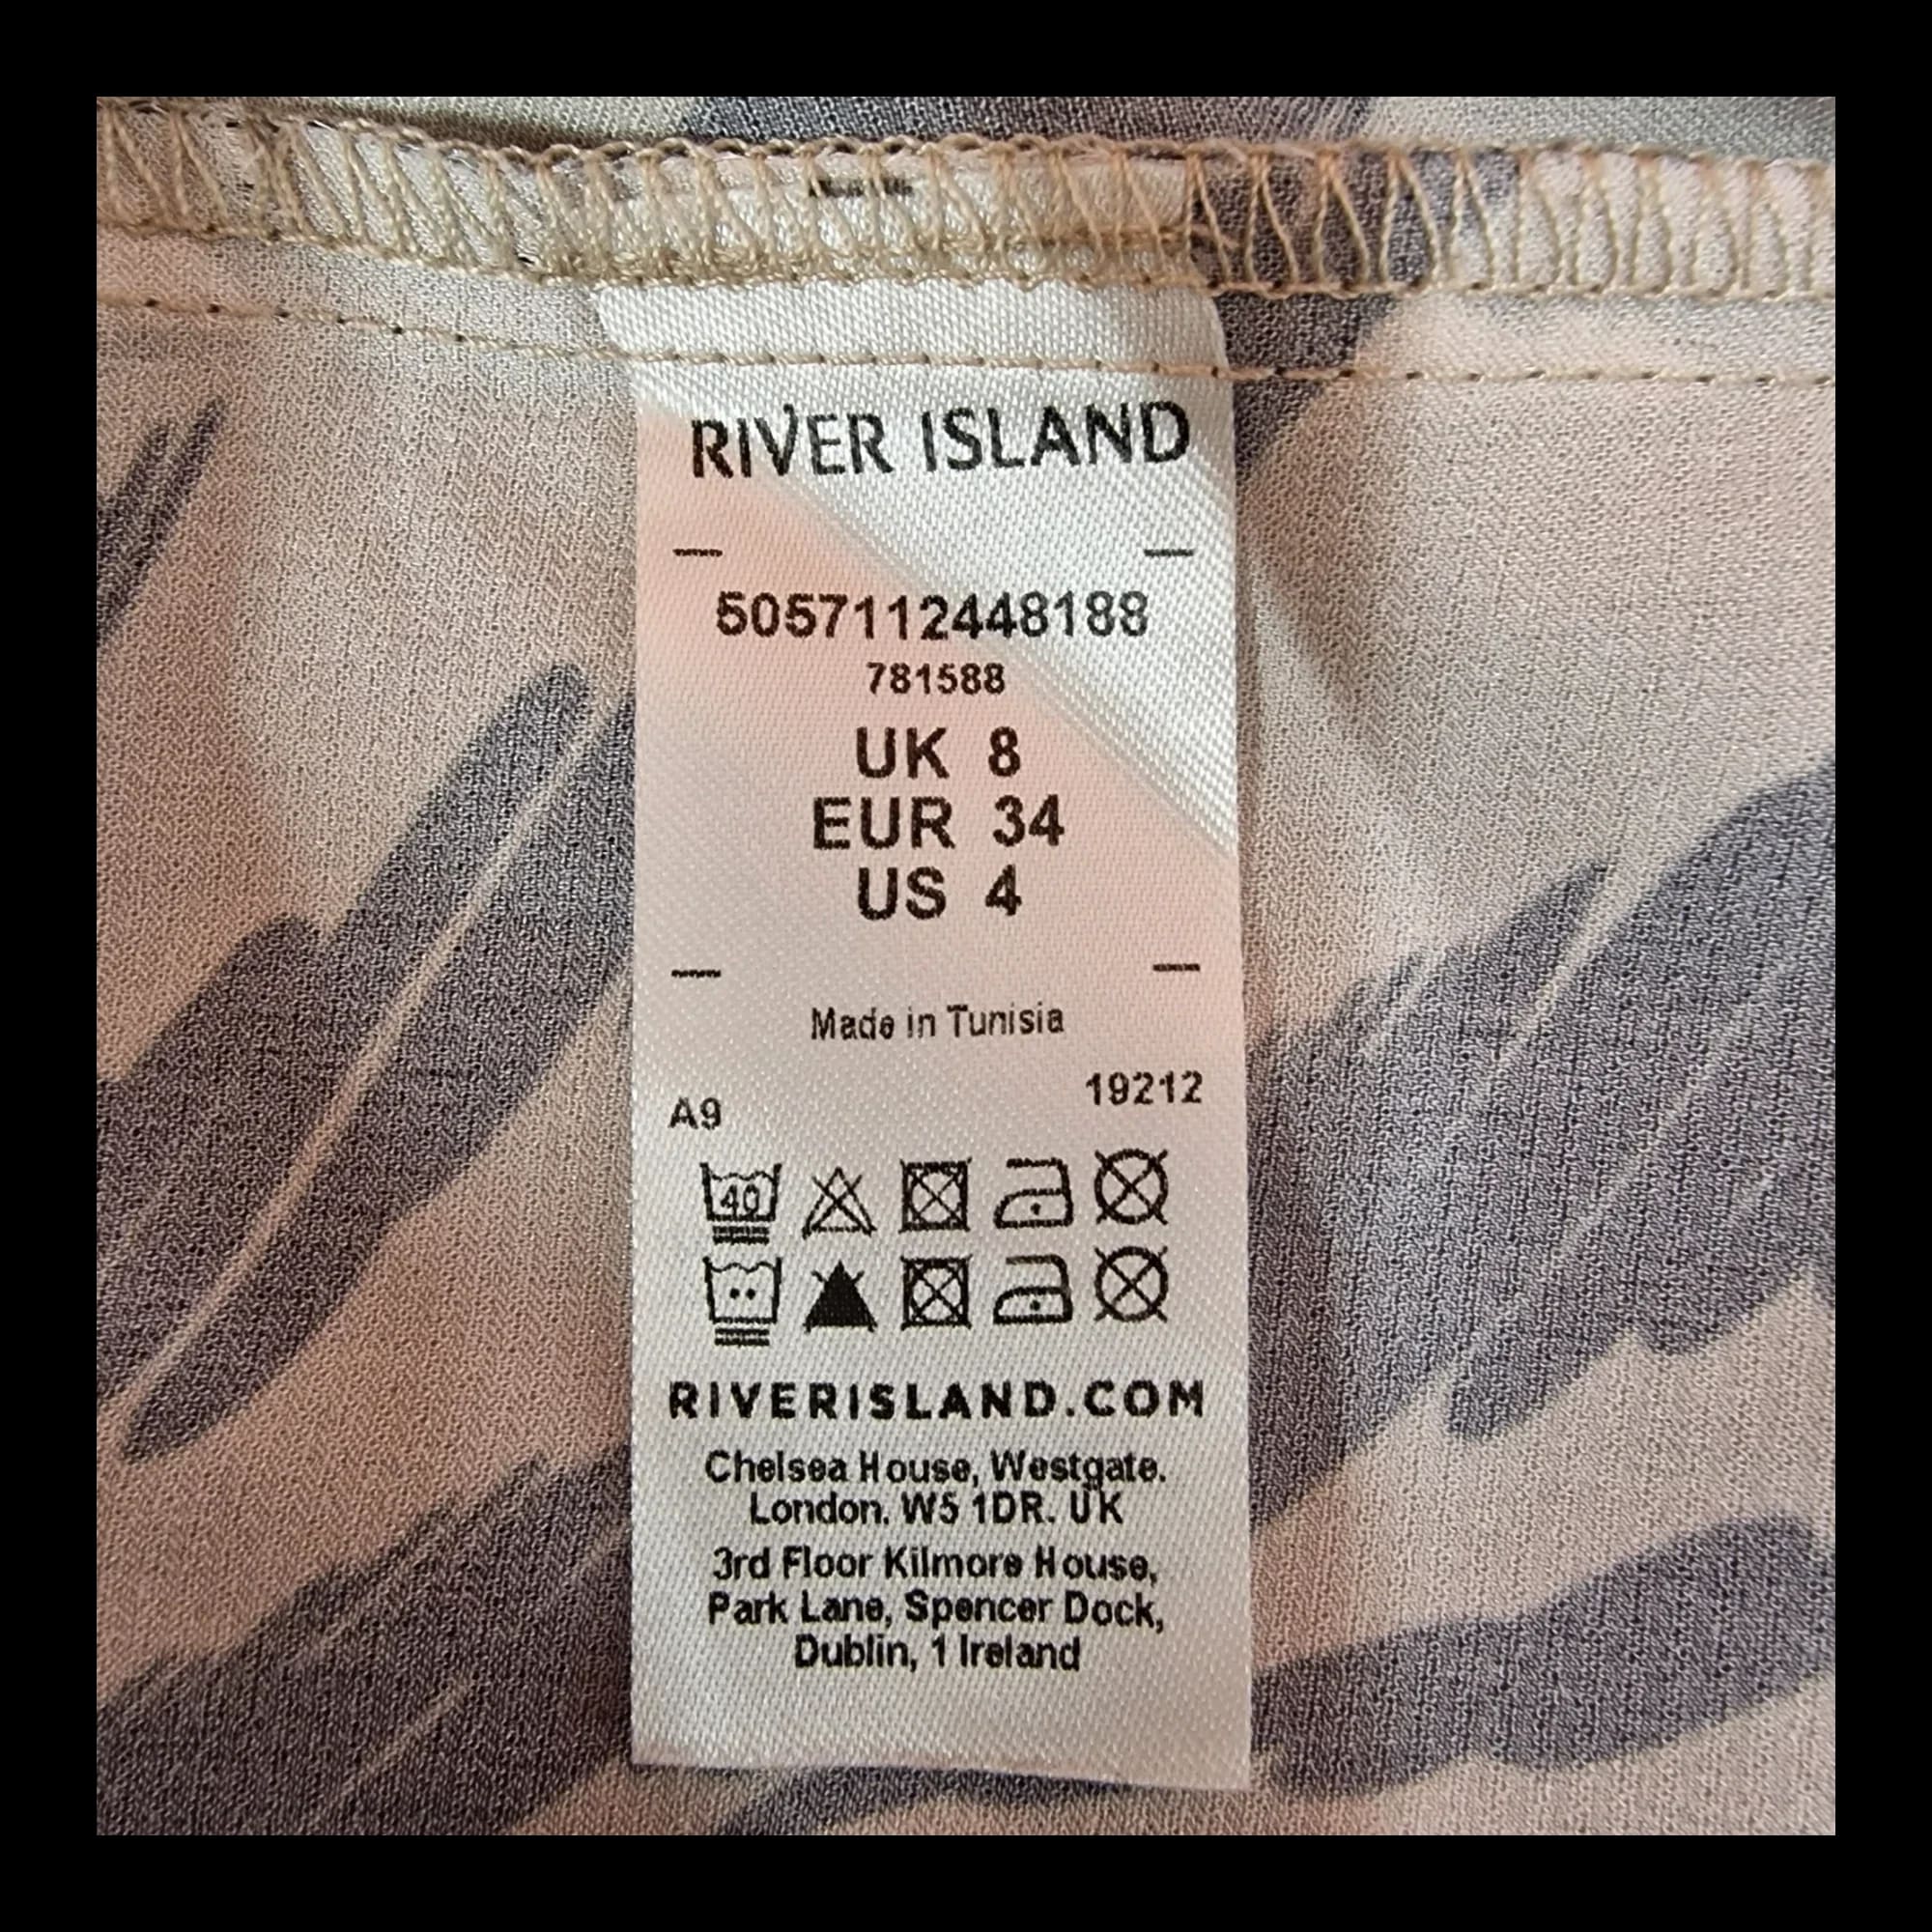 RIVER ISLAND
5057112448188
781588
UK 8
EUR 34
US 4
Made in Tunisia
19212
A9
40
RIVERISLAND.COM
Chelsea House, Westgate.
London. W5 1DR. UK
3rd Floor Kilmore House,
Park Lane, Spencer Dock,
Dublin, 1 Ireland